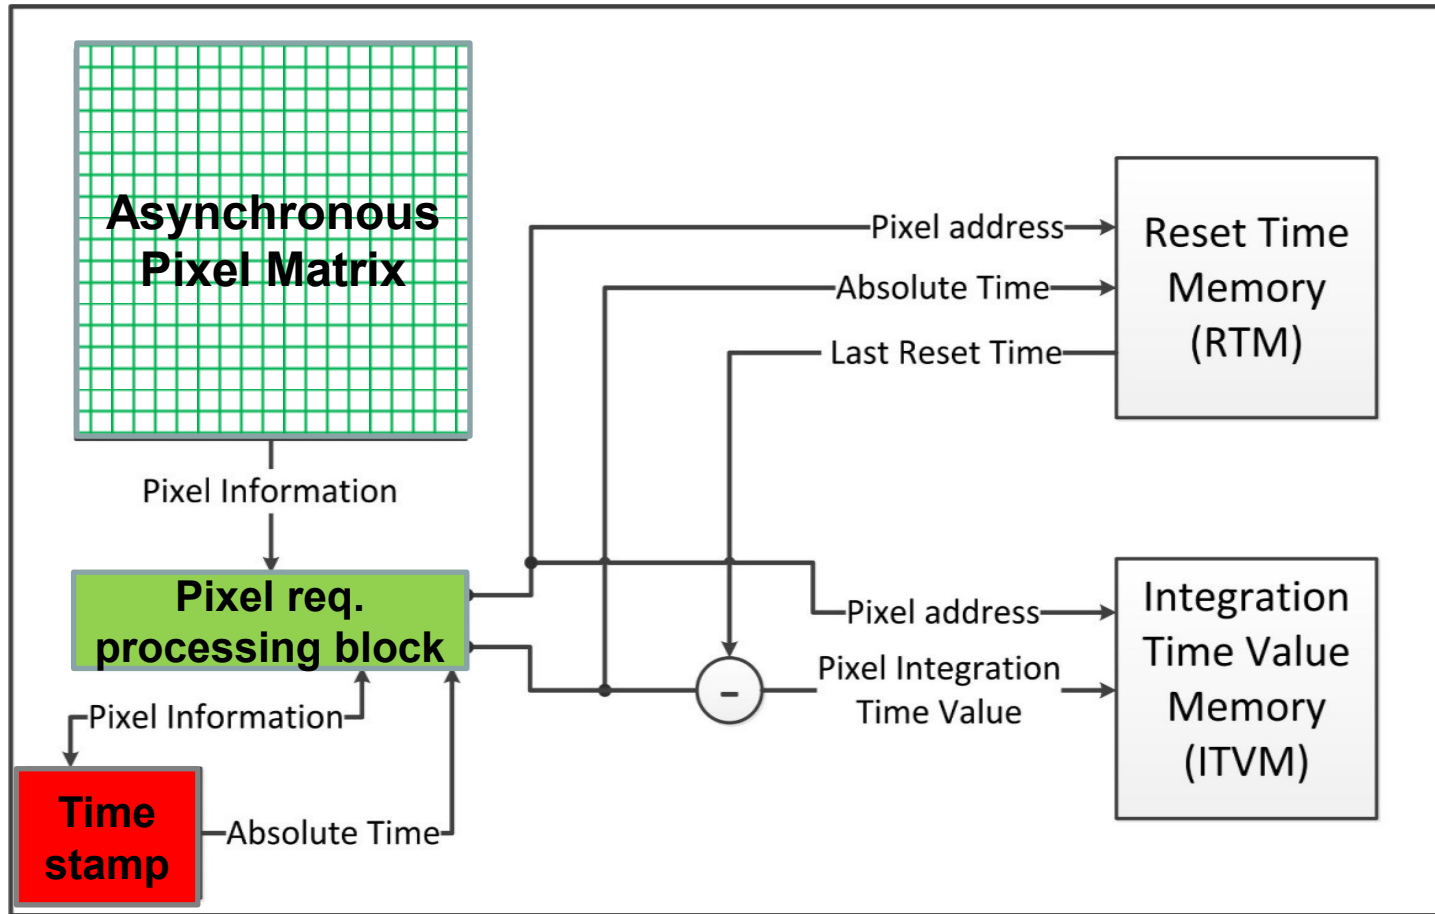 Asynchronous
Pixel Matrix
Pixel Information
Pixel req.
processing block
Pixel Information
Time
stamp
Absolute Time
Pixel address
Absolute Time
Last Reset Time
Reset Time
Memory
(RTM)
Pixel address
-
Pixel Integration
Time Value
Integration
Time Value
Memory
(ITVM)